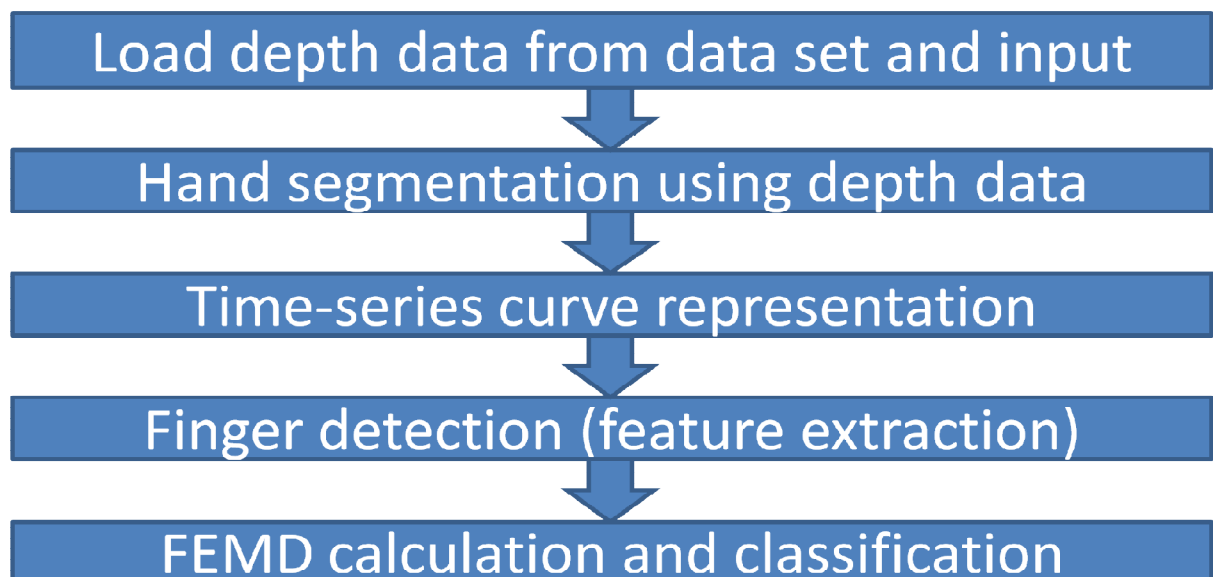 Load depth data from data set and input
Hand segmentation using depth data
Time-series curve representation
Finger detection (feature extraction)
FEMD calculation and classification